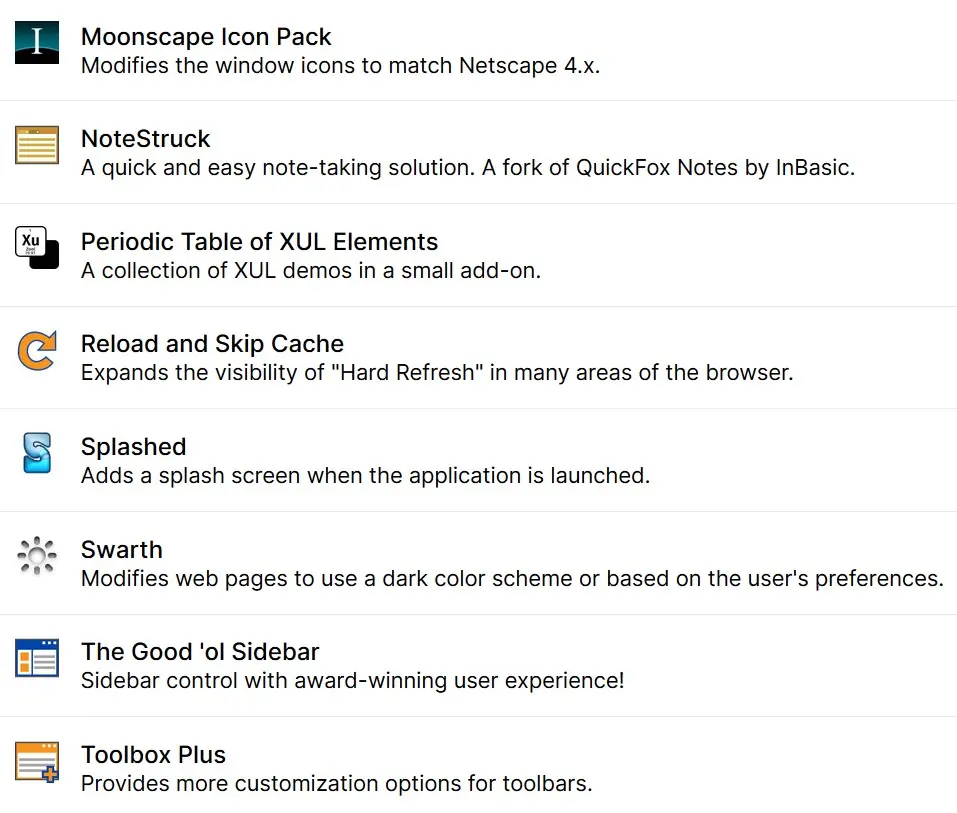 I
Moonscape Icon Pack
Modifies the window icons to match Netscape 4.x.
NoteStruck
A quick and easy note-taking solution. A fork of QuickFox Notes by InBasic.
Xu
Periodic Table of XUL Elements
A collection of XUL demos in a small add-on.
Reload and Skip Cache
Expands the visibility of "Hard Refresh" in many areas of the browser.
S
Splashed
Adds a splash screen when the application is launched.
Swarth
Modifies web pages to use a dark color scheme or based on the user's preferences.
The Good 'ol Sidebar
Sidebar control with award-winning user experience!
Toolbox Plus
Provides more customization options for toolbars.